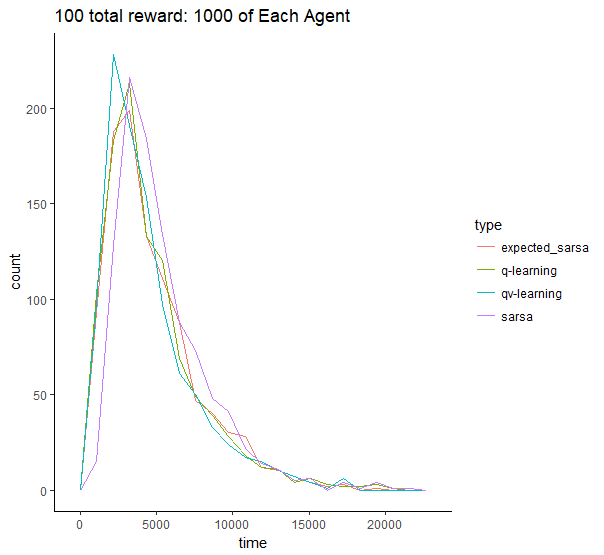 100 total reward: 1000 of Each Agent
count
200
150
100
50
0
0 5000 10000 15000 20000
time
type
expected_sarsa
q-learning
qv-learning
sarsa